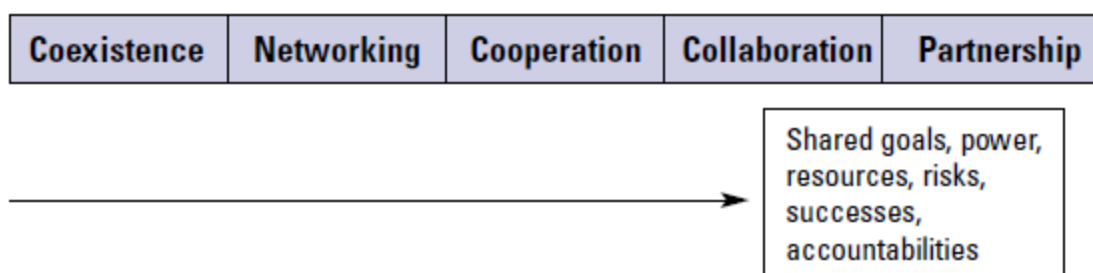 Coexistence Networking Cooperation Collaboration Partnership
Shared goals, power,
resources, risks,
successes,
accountabilities